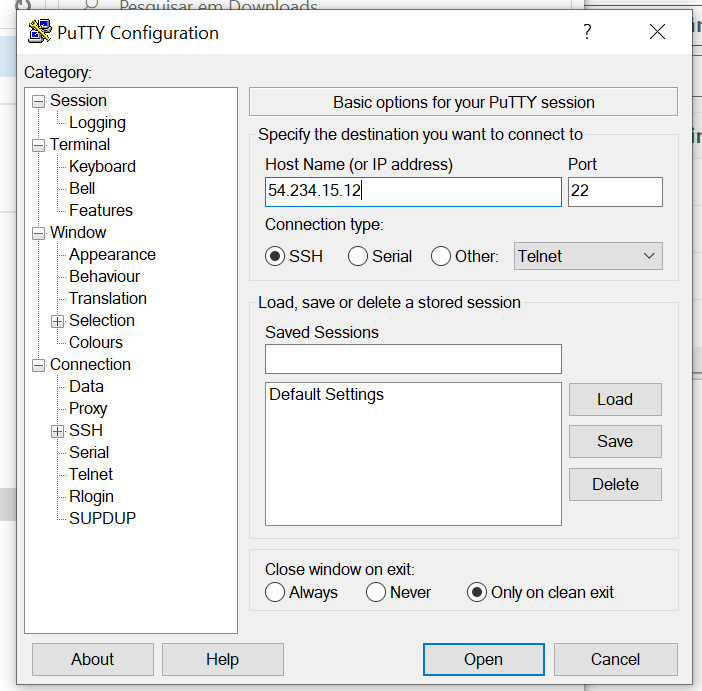 Pesquisar em Downloads
PuTTY Configuration
Category:
Session
Logging
Terminal
Keyboard
Bell
Features
Window
Appearance
Behaviour
Translation
Selection
Colours
Connection
Data
Proxy
SSH
Serial
Telnet
Rlogin
SUPDUP
Basic options for your PuTTY session
Specify the destination you want to connect to
Host Name (or IP address) Port
54.234.15.12 22
Connection type:
SSH Serial Other: Telnet
Load, save or delete a stored session
Saved Sessions
Default Settings
Load
Save
Delete
Close window on exit:
Always Never Only on clean exit
About Help Open Cancel